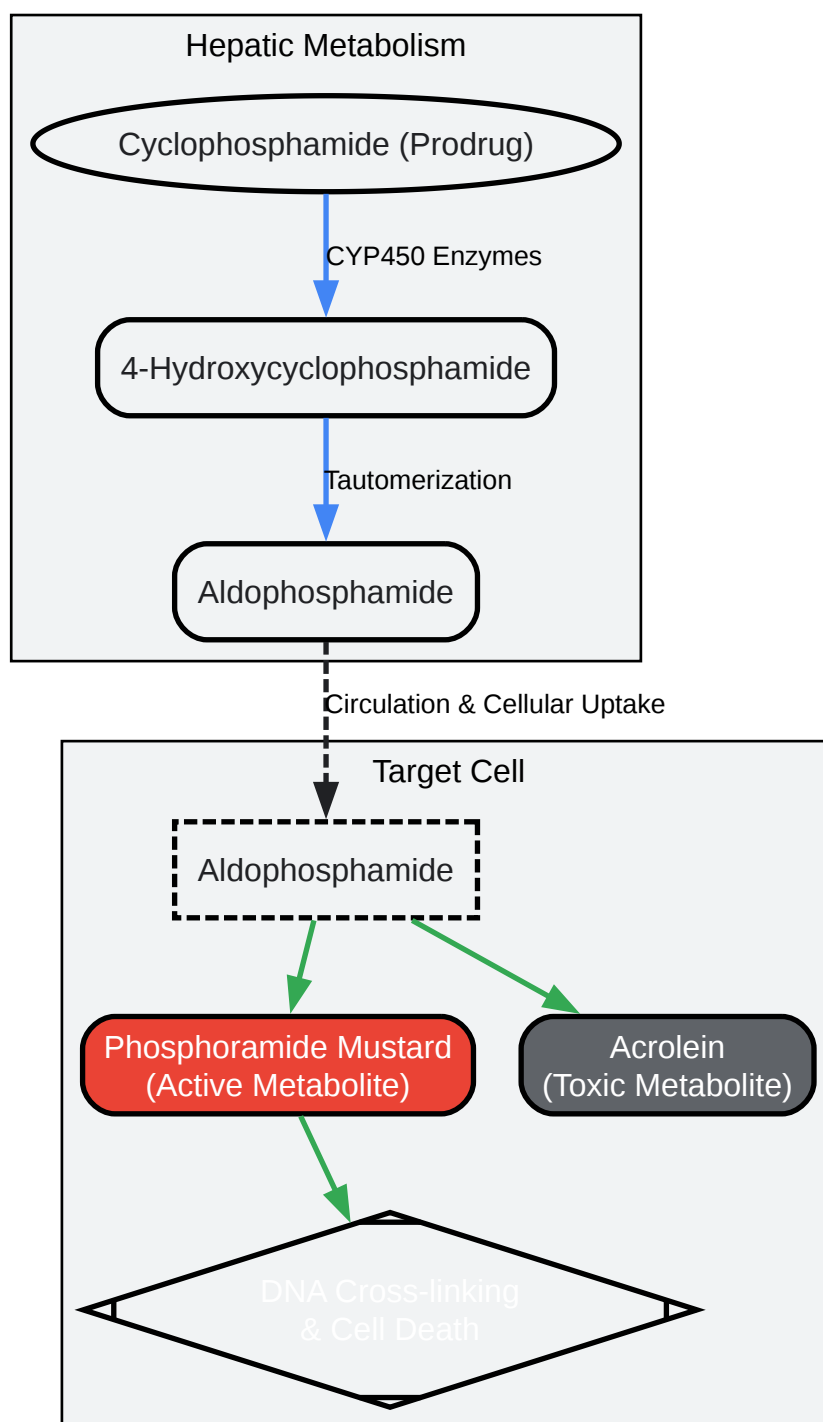 Hepatic Metabolism
Cyclophosphamide (Prodrug)
CYP450 Enzymes
4-Hydroxycyclophosphamide
Tautomerization
Aldophosphamide
Circulation & Cellular Uptake
Target Cell
Aldophosphamide
Phosphoramide Mustard
(Active Metabolite)
Acrolein
(Toxic Metabolite)
DNA Cross-linking
& Cell Death